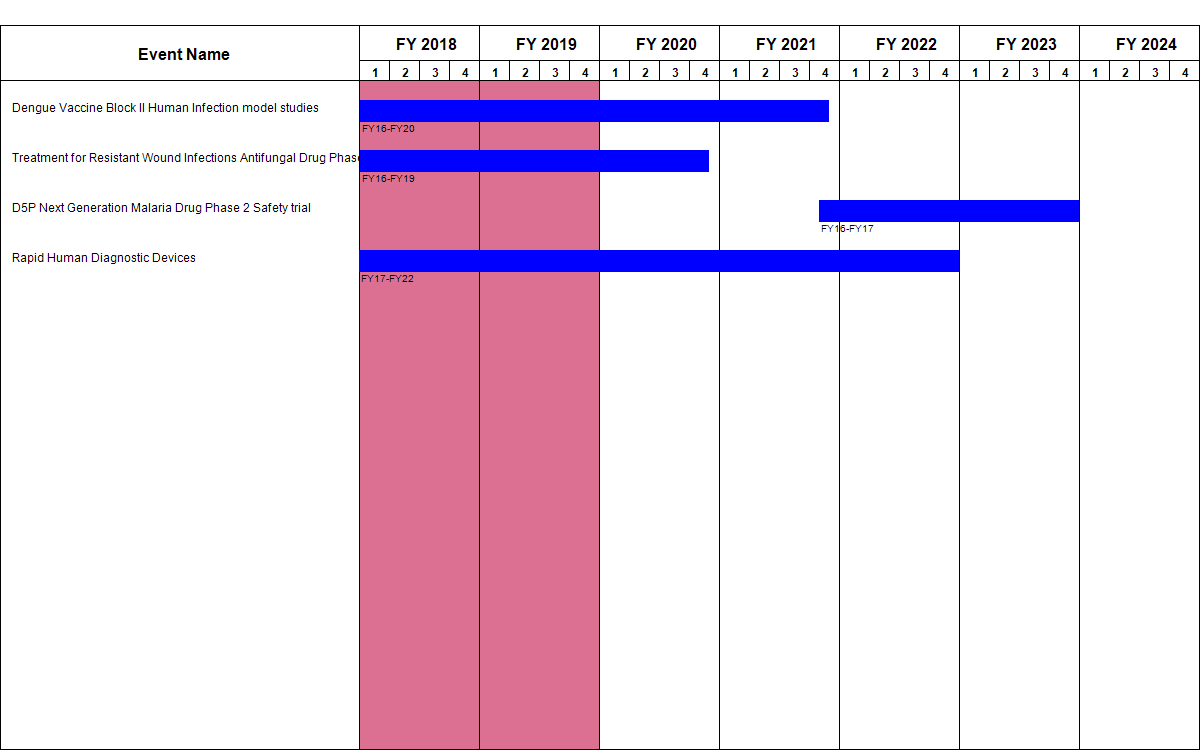 Event Name
FY 2018 FY 2019 FY 2020 FY 2021 FY 2022 FY 2023 FY 2024
1 2 3 4 1 2 3 4 1 2 3 4 1 2 3 4 1 2 3 4 1 2 3 4 1 2 3 4
Dengue Vaccine Block II Human Infection model studies
FY16-FY20
Treatment for Resistant Wound Infections Antifungal Drug Phase
FY16-FY19
D5P Next Generation Malaria Drug Phase 2 Safety trial
FY16-FY17
Rapid Human Diagnostic Devices
FY17-FY22